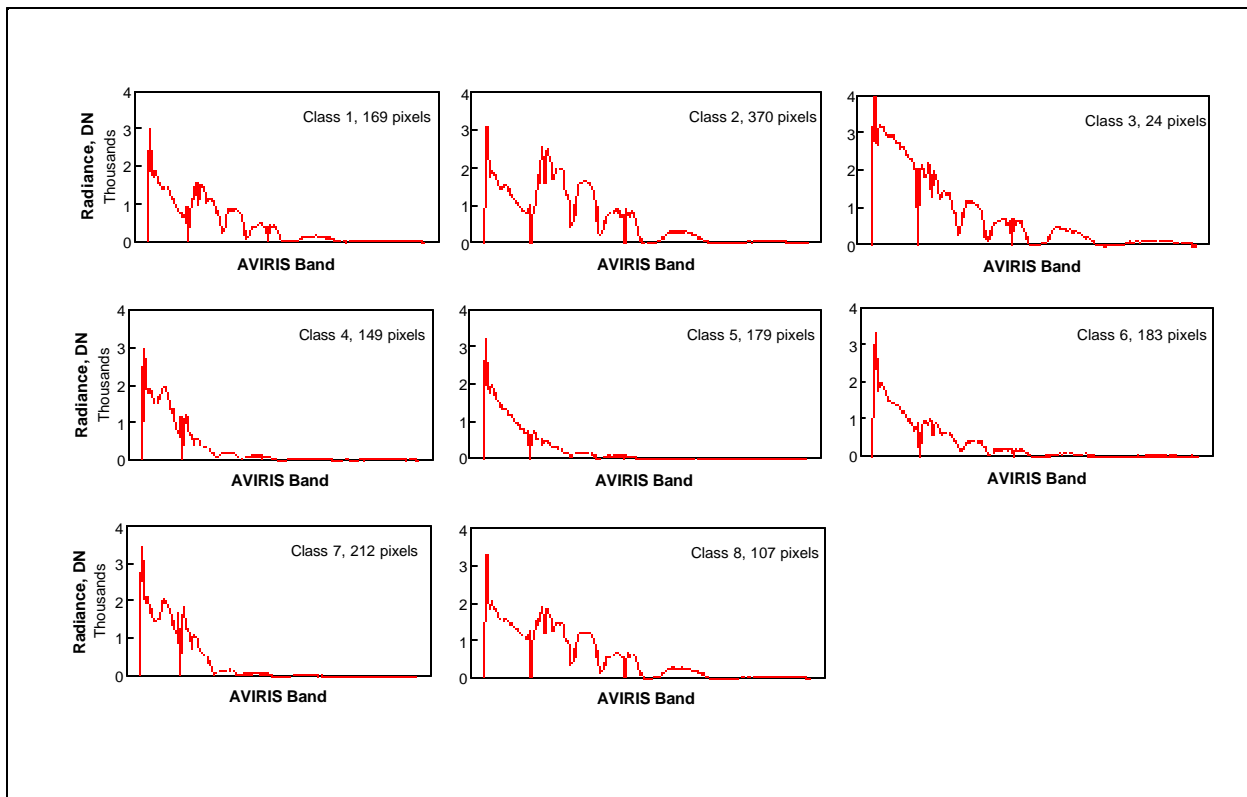 Radiance, DN
Thousands
4
3
2
1
0
Class 1, 169 pixels
AVIRIS Band
4
3
2
1
0
Class 2, 370 pixels
AVIRIS Band
4
3
2
1
0
Class 3, 24 pixels
AVIRIS Band
Radiance, DN
Thousands
4
3
2
1
0
Class 4, 149 pixels
AVIRIS Band
4
3
2
1
0
Class 5, 179 pixels
AVIRIS Band
4
3
2
1
0
Class 6, 183 pixels
AVIRIS Band
Radiance, DN
Thousands
4
3
2
1
0
Class 7, 212 pixels
AVIRIS Band
4
3
2
1
0
Class 8, 107 pixels
AVIRIS Band